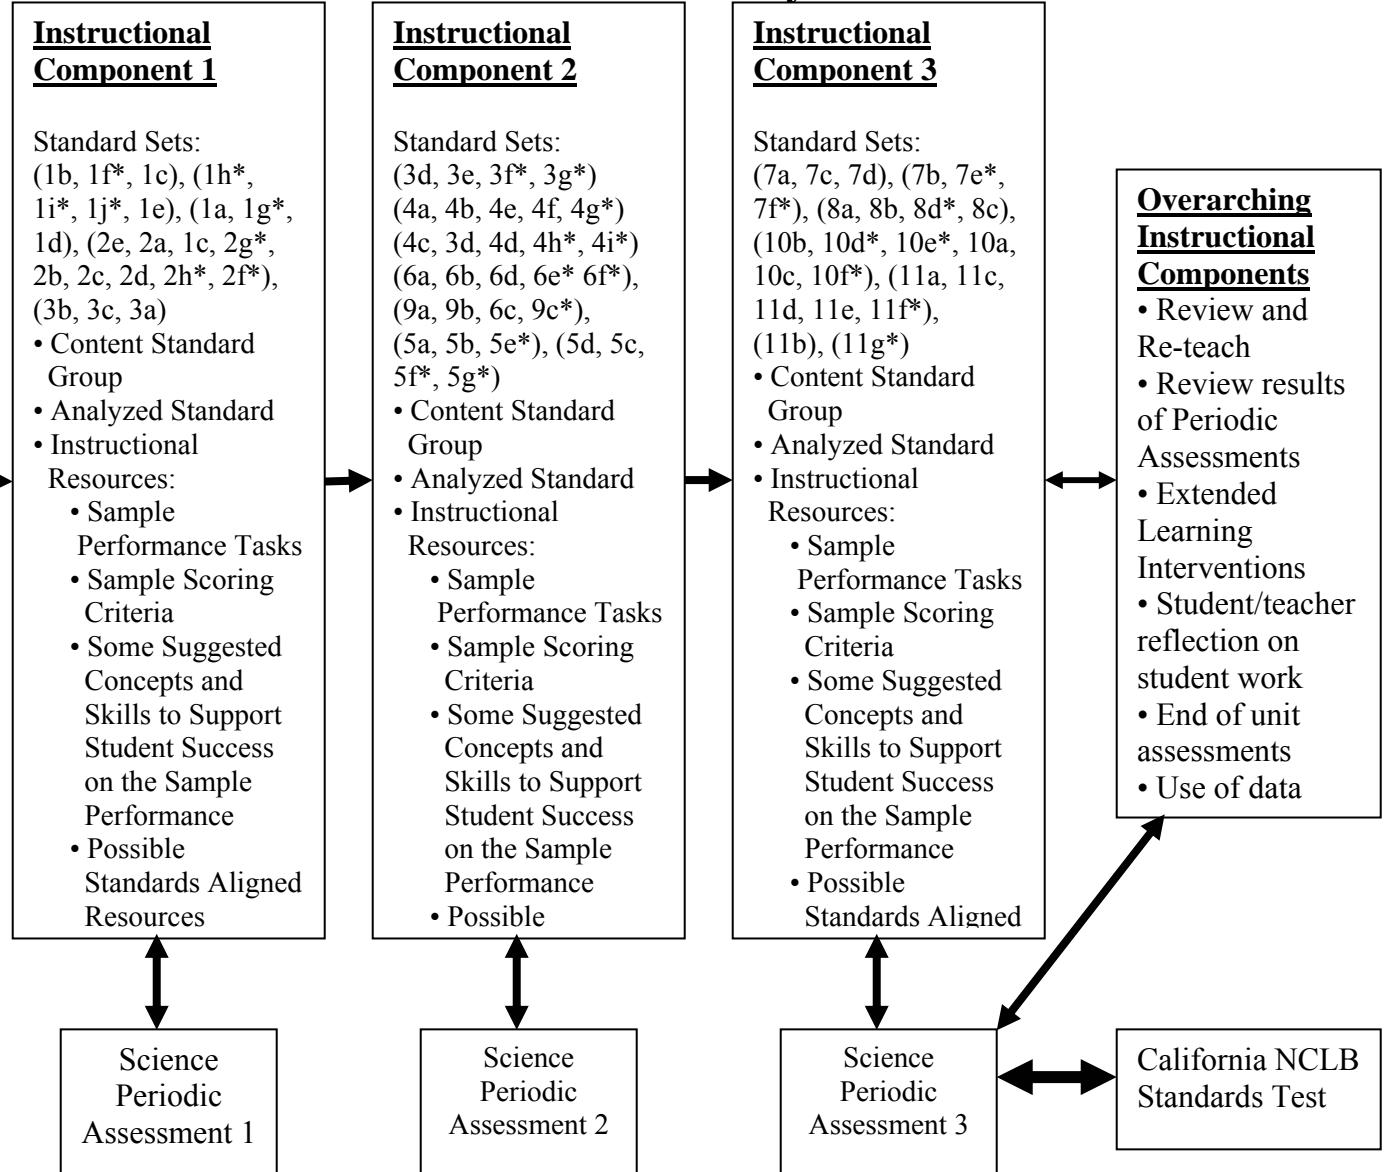 Instructional
Component 1
Standard Sets:
(1b, 1f*, 1c), (1h*,
1i*, 1j*, 1e), (1a, 1g*,
1d), (2e, 2a, 1c, 2g*,
2b, 2c, 2d, 2h*, 2f*),
(3b, 3c, 3a)
• Content Standard
Group
• Analyzed Standard
• Instructional
Resources:
• Sample
Performance Tasks
• Sample Scoring
Criteria
• Some Suggested
Concepts and
Skills to Support
Student Success
on the Sample
Performance
• Possible
Standards Aligned
Resources
Instructional
Component 2
Standard Sets:
(3d, 3e, 3f*, 3g*)
(4a, 4b, 4e, 4f, 4g*)
(4c, 3d, 4d, 4h*, 4i*)
(6a, 6b, 6d, 6e* 6f*),
(9a, 9b, 6c, 9c*),
(5a, 5b, 5e*), (5d, 5c,
5f*, 5g*)
• Content Standard
Group
• Analyzed Standard
• Instructional
Resources:
• Sample
Performance Tasks
• Sample Scoring
Criteria
• Some Suggested
Concepts and
Skills to Support
Student Success
on the Sample
Performance
• Possible
Instructional
Component 3
Standard Sets:
(7a, 7c, 7d), (7b, 7e*,
7f*), (8a, 8b, 8d*, 8c),
(10b, 10d*, 10e*, 10a,
10c, 10f*), (11a, 11c,
11d, 11e, 11f*),
(11b), (11g*)
• Content Standard
Group
• Analyzed Standard
• Instructional
Resources:
• Sample
Performance Tasks
• Sample Scoring
Criteria
• Some Suggested
Concepts and
Skills to Support
Student Success
on the Sample
Performance
• Possible
Standards Aligned
Overarching
Instructional
Components
• Review and
Re-teach
• Review results
of Periodic
Assessments
• Extended
Learning
Interventions
• Student/teacher
reflection on
student work
• End of unit
assessments
• Use of data
Science
Periodic
Assessment 1
Science
Periodic
Assessment 2
Science
Periodic
Assessment 3
California NCLB
Standards Test